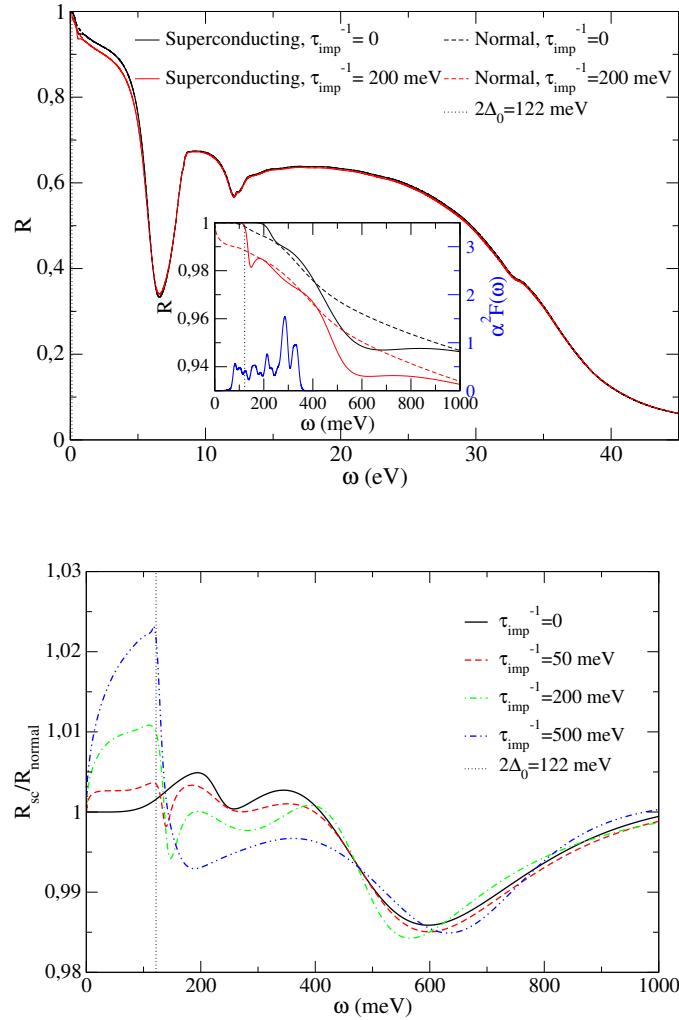 1
0.8
0.6
0.4
0.2
0
R
Superconducting, τimp⁻¹= 0
Superconducting, τimp⁻¹= 200 meV
Normal, τimp⁻¹=0
Normal, τimp⁻¹=200 meV
2Δ0=122 meV
1
0,98
0,96
0,94
R
3
2
1
0
α²F(ω)
0 200 400 600 800 1000
ω (meV)
0 10 20 30 40
ω (eV)
1,03
1,02
1,01
1
0,99
0,98
Rsc/Rnormal
τimp⁻¹=0
τimp⁻¹=50 meV
τimp⁻¹=200 meV
τimp⁻¹=500 meV
2Δ0=122 meV
0 200 400 600 800 1000
ω (meV)